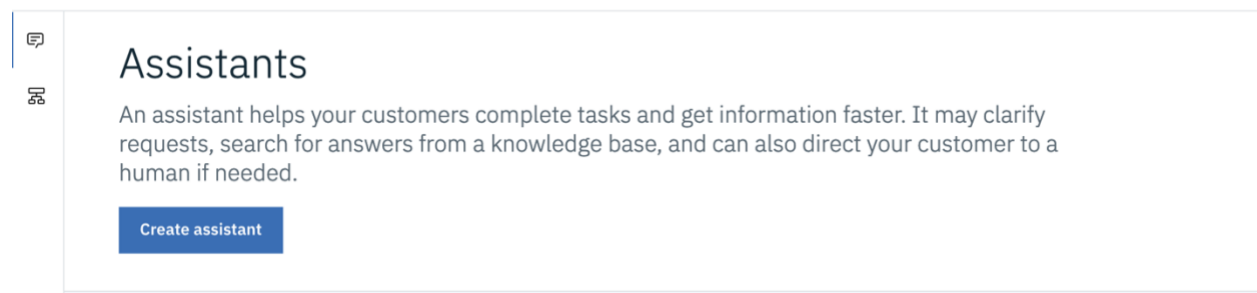 Assistants
An assistant helps your customers complete tasks and get information faster. It may clarify
requests, search for answers from a knowledge base, and can also direct your customer to a
human if needed.
Create assistant